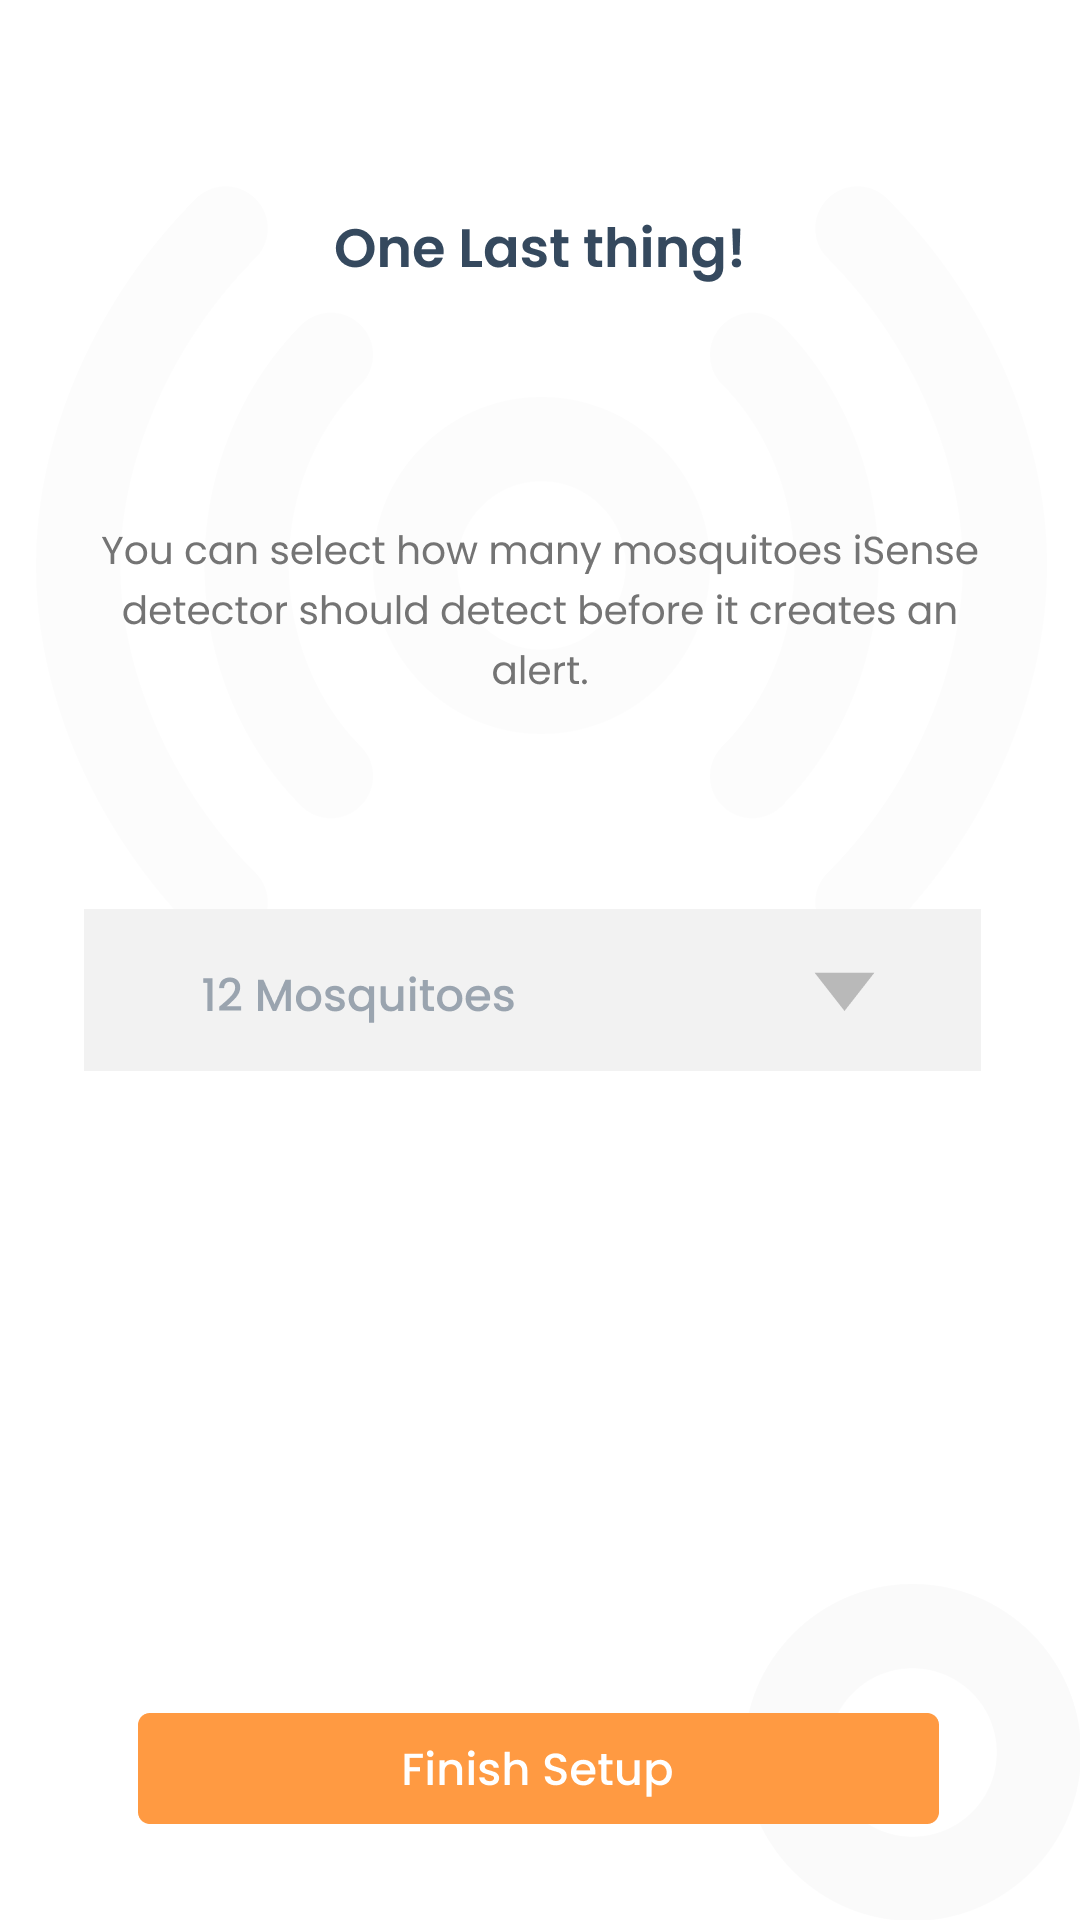 One Last thing!
You can select how many mosquitoes iSense
detector should detect before it creates an
alert.
12 Mosquitoes
Finish Setup